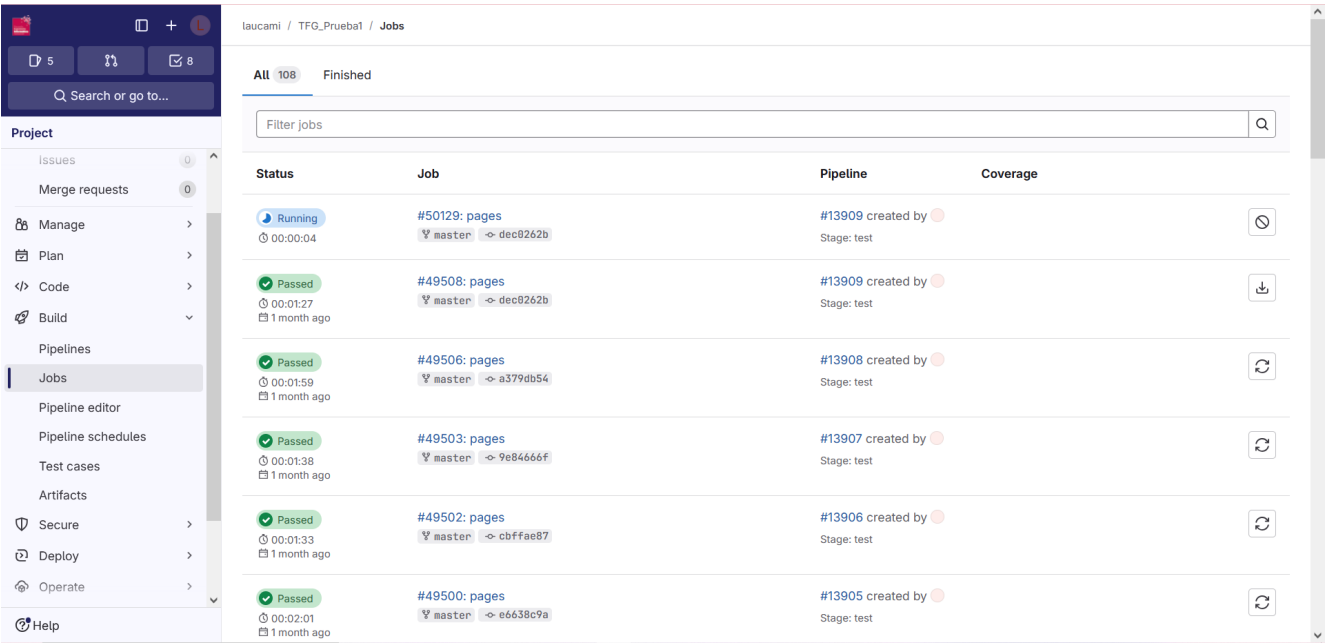 laucami / TFG_Prueba1 / Jobs
5
8
Search or go to...
All 108
Finished
Filter jobs
Project
Issues 0
Merge requests 0
Manage
Plan
Code
Build
Pipelines
Jobs
Pipeline editor
Pipeline schedules
Test cases
Artifacts
Secure
Deploy
Operate
Help
Status Job Pipeline Coverage
Running #50129: pages #13909 created by
00:00:04 master dec0262b Stage: test
Passed #49508: pages #13909 created by
00:01:27 master dec0262b Stage: test
1 month ago
Passed #49506: pages #13908 created by
00:01:59 master a379db54 Stage: test
1 month ago
Passed #49503: pages #13907 created by
00:01:38 master 9e84666f Stage: test
1 month ago
Passed #49502: pages #13906 created by
00:01:33 master cbffae87 Stage: test
1 month ago
Passed #49500: pages #13905 created by
00:02:01 master e6638c9a Stage: test
1 month ago